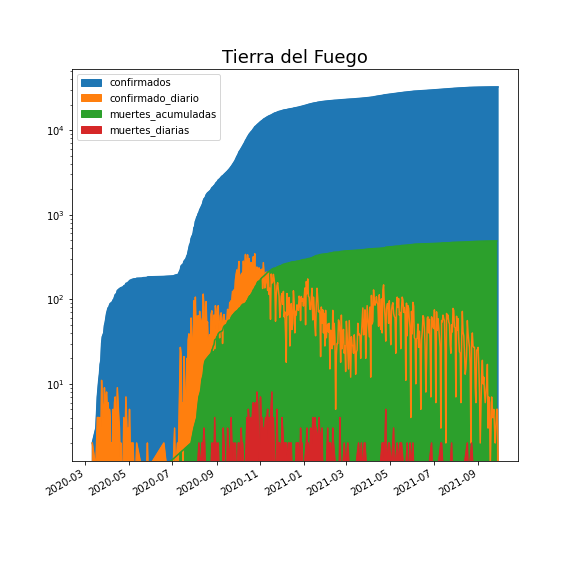 Tierra del Fuego
confirmados
confirmado_diario
muertes_acumuladas
muertes_diarias
10^4
10^3
10^2
10^1
2020-03
2020-05
2020-07
2020-09
2020-11
2021-01
2021-03
2021-05
2021-07
2021-09